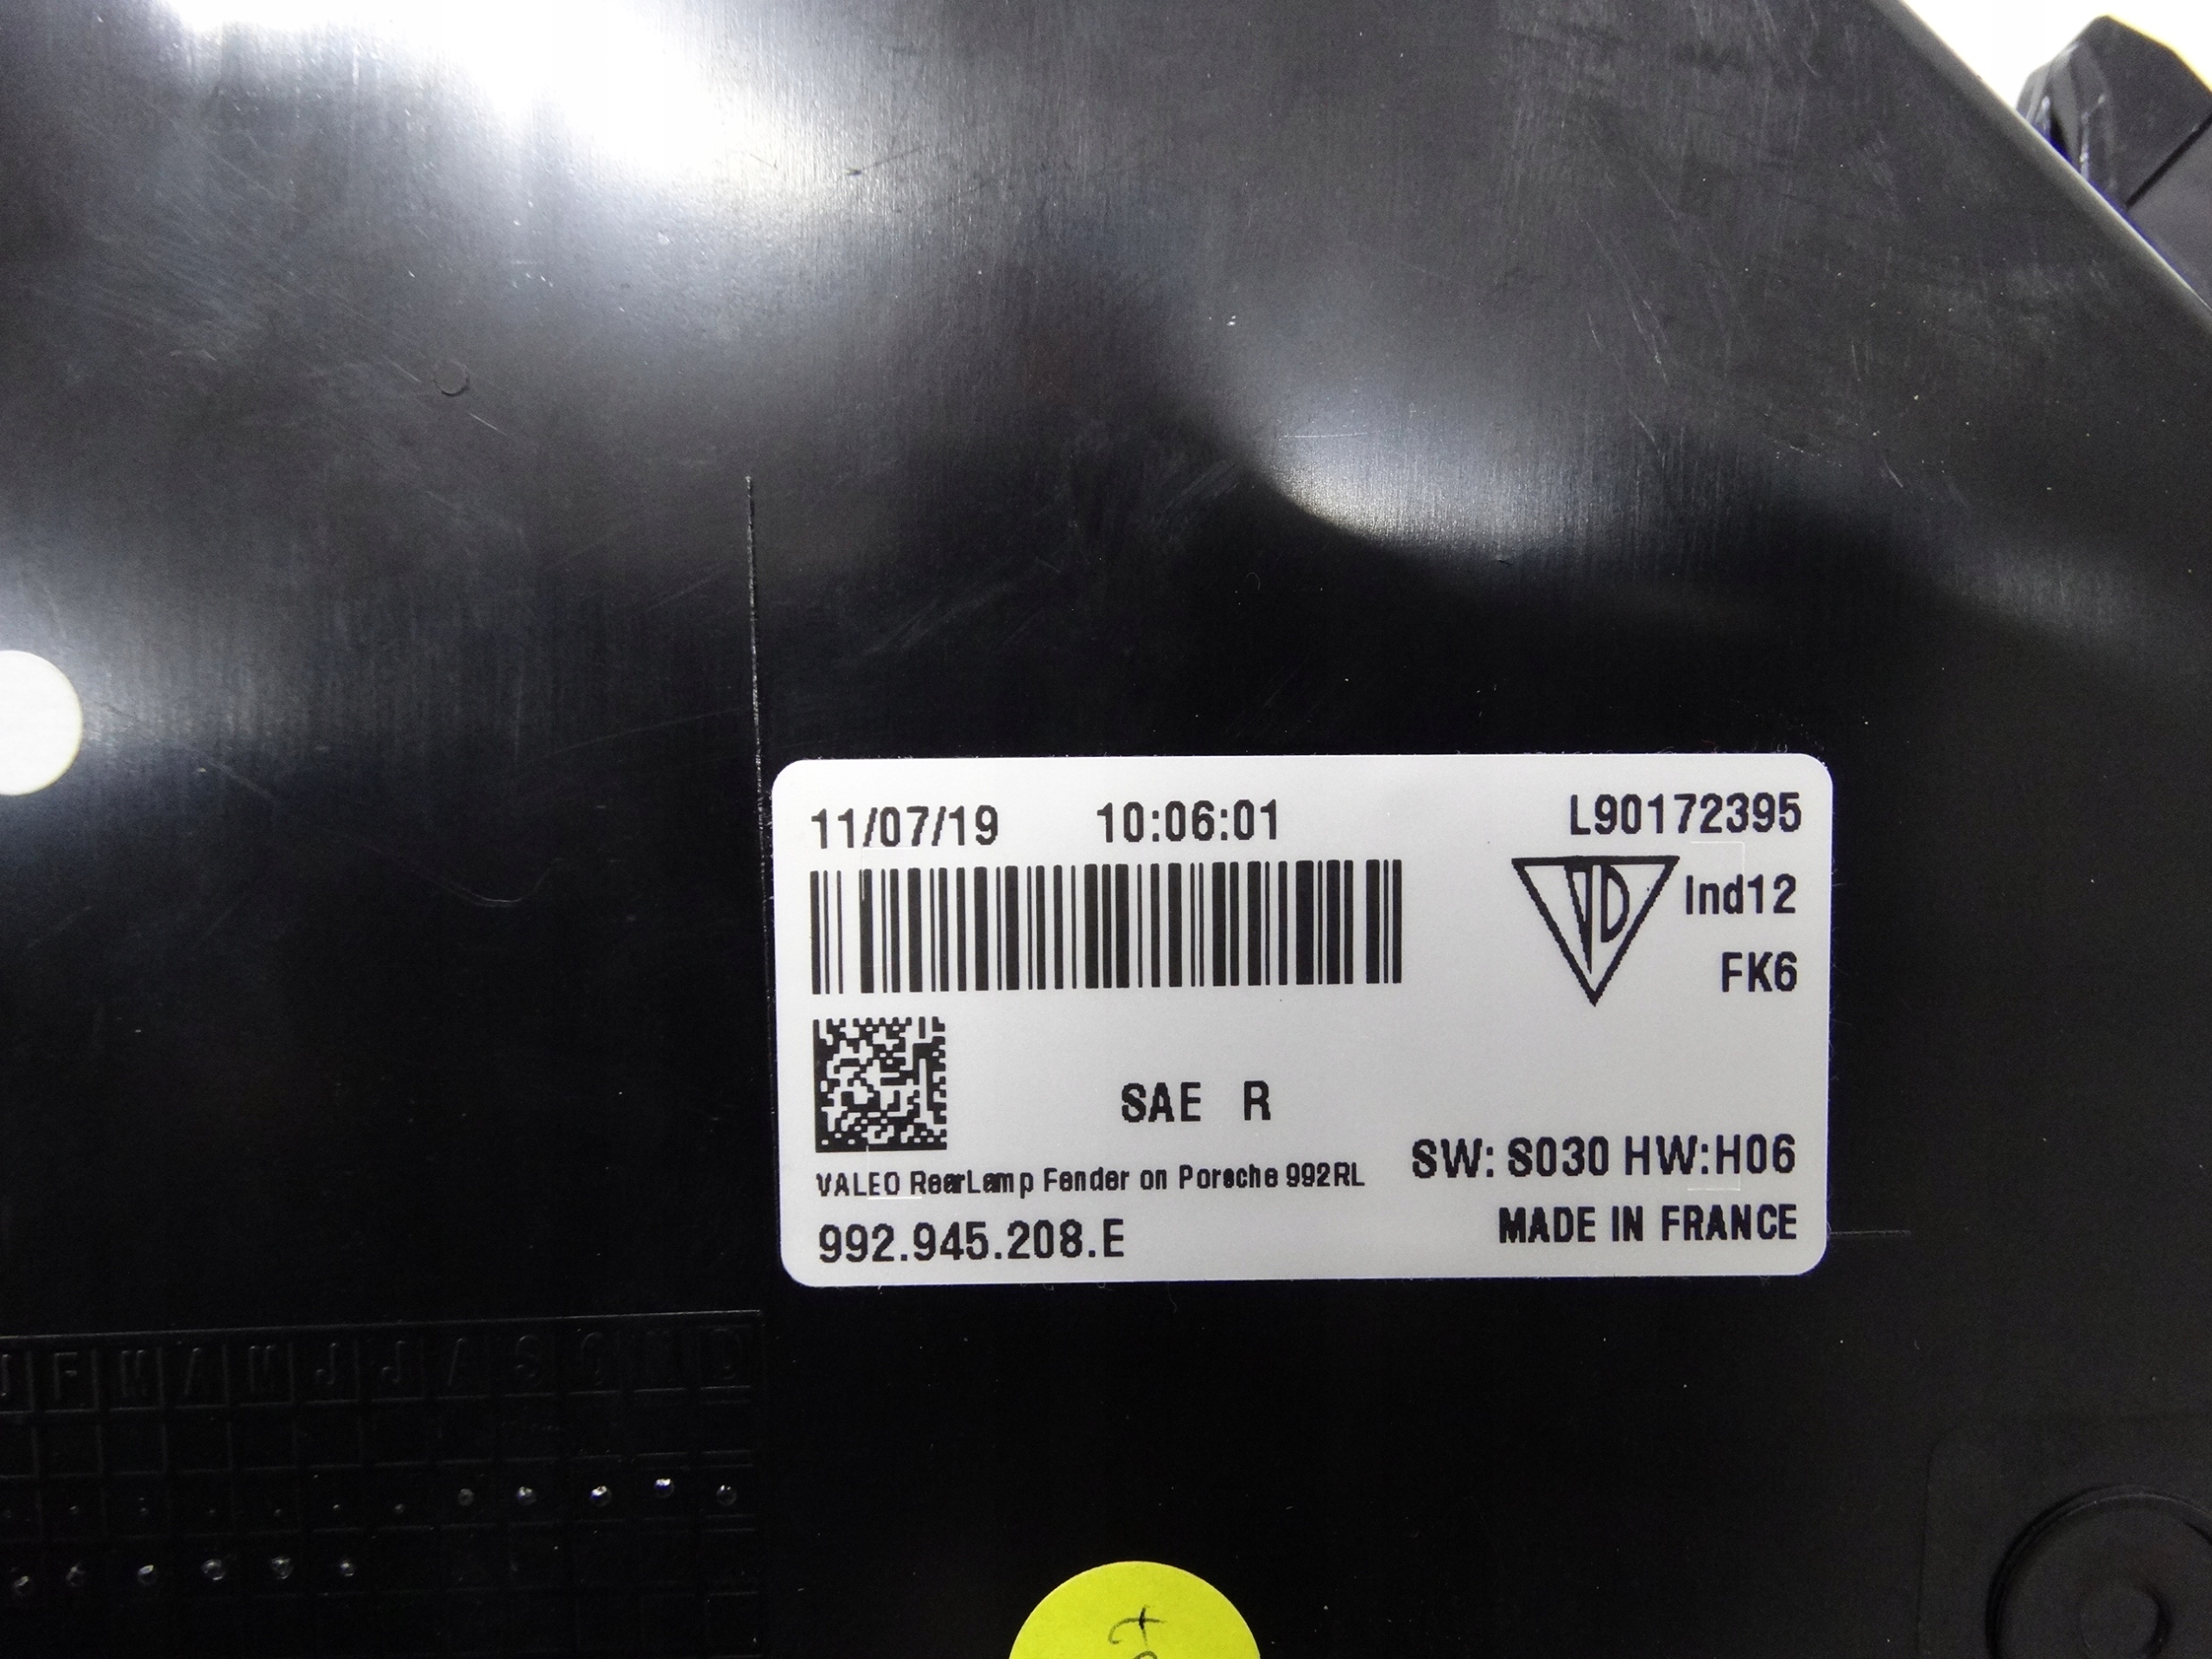 11/07/19 10:06:01 L90172395
VD Ind12
FK6
SAE R
SW: S030 HW:H06
VALEO RearLamp Fender on Porsche 992RL
992.945.208.E MADE IN FRANCE
J F M A M J J A S O N D